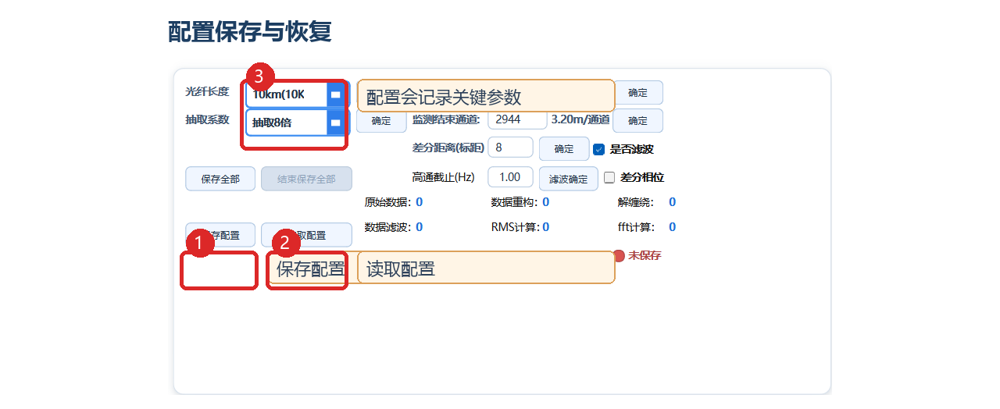 配置保存与恢复
3
光纤长度 10km(10K 配置会记录关键参数 确定
抽取系数 抽取8倍 确定 监测结束通道: 2944 3.20m/通道 确定
差分距离(标距) 8 确定 是否滤波
保存全部 结束保存全部 高通截止(Hz) 1.00 滤波确定 差分相位
原始数据: 0 数据重构: 0 解缠绕: 0
存配置 取配置 数据滤波: 0 RMS计算: 0 fft计算: 0
1 2
保存配置 读取配置 未保存